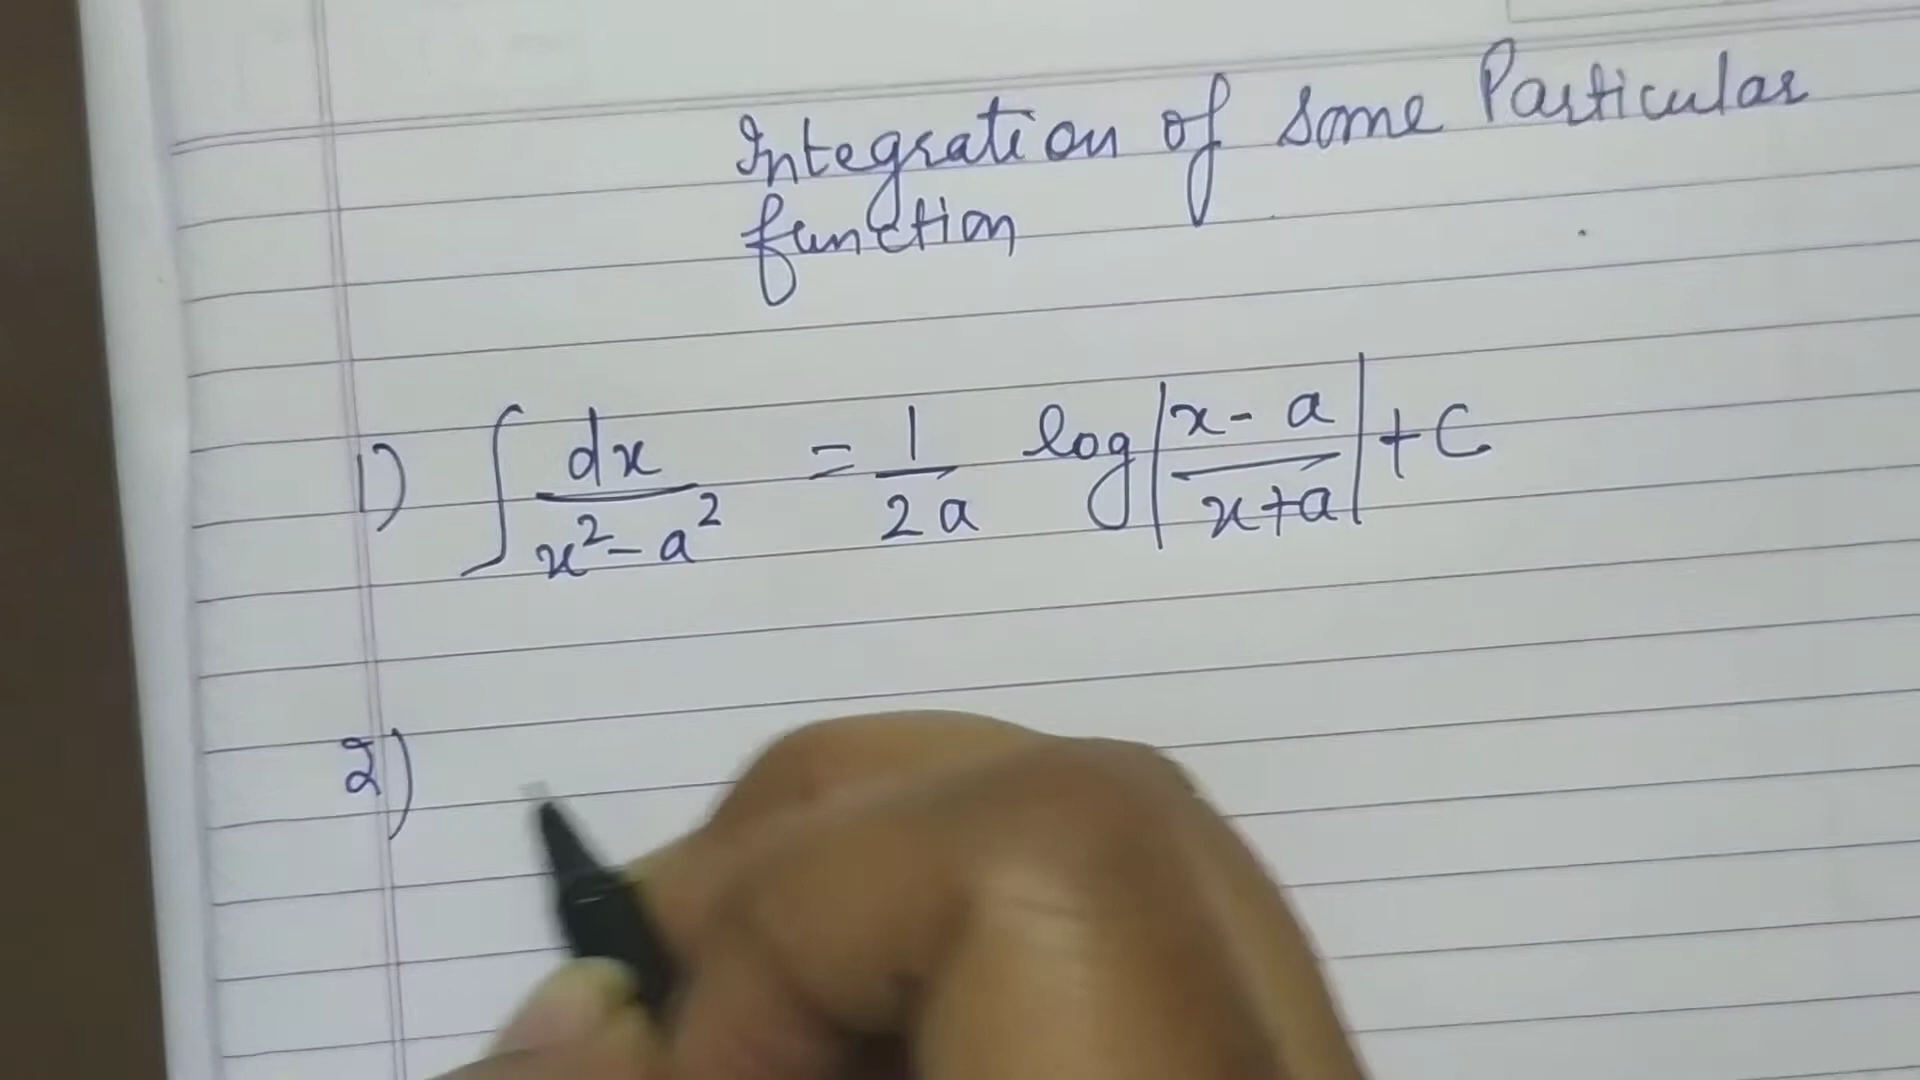 Integration of some Particular
function
1) ∫ dx / x² - a² = 1 / 2a log | x - a / x + a | + C
2)